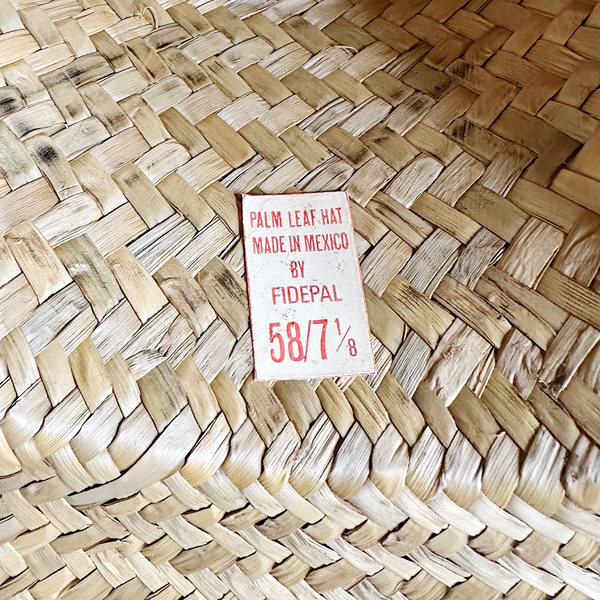 PALM LEAF HAT
MADE IN MEXICO
BY
FIDEPAL
58/7 1/8